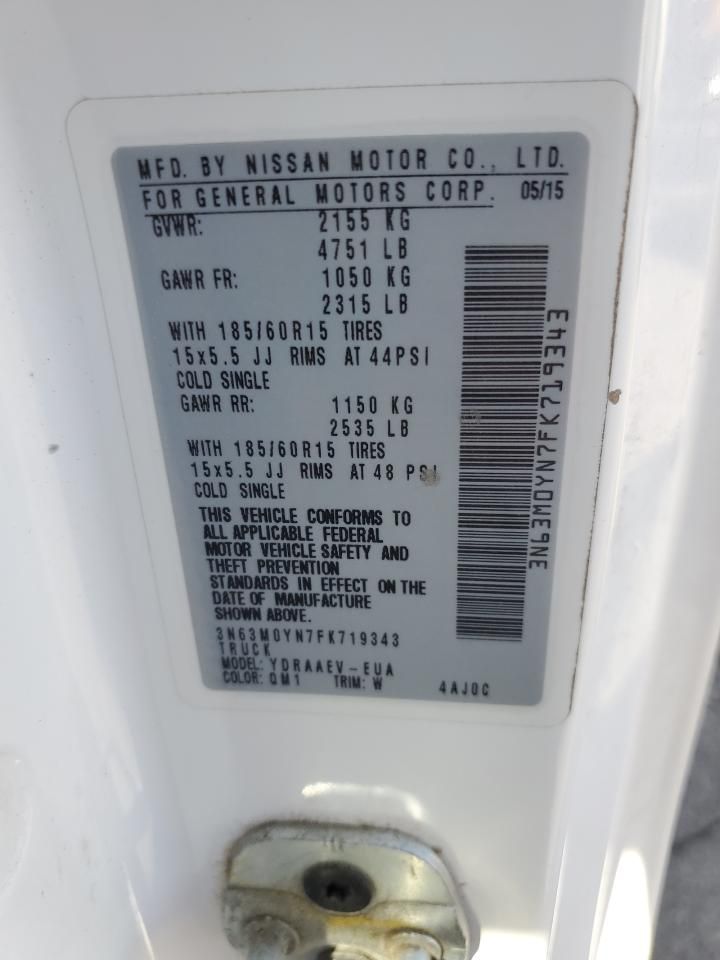 MFD. BY NISSAN MOTOR CO., LTD.
FOR GENERAL MOTORS CORP. 05/15
GVWR: 2155 KG
4751 LB
GAWR FR: 1050 KG
2315 LB
WITH 185/60R15 TIRES
15x5.5 JJ RIMS AT 44PSI
COLD SINGLE
GAWR RR: 1150 KG
2535 LB
WITH 185/60R15 TIRES
15x5.5 JJ RIMS AT 48 PSI
COLD SINGLE
THIS VEHICLE CONFORMS TO
ALL APPLICABLE FEDERAL
MOTOR VEHICLE SAFETY AND
THEFT PREVENTION
STANDARDS IN EFFECT ON THE
DATE OF MANUFACTURE
SHOWN ABOVE.
3N63M0YN7FK719343
TRUCK
MODEL: YDRAAEV-EUA
COLOR: QM1 TRIM: W 4AJ0C
3N63M0YN7FK719343